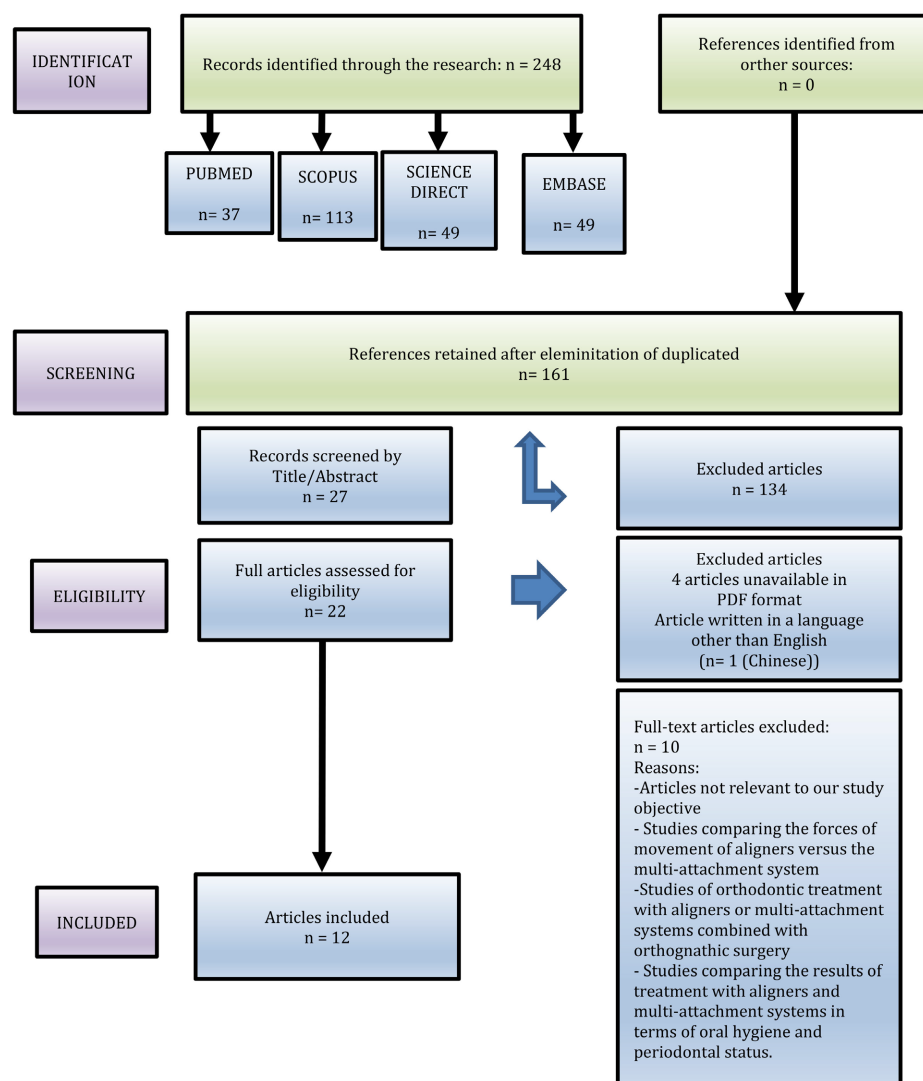 IDENTIFICAT
ION
Records identified through the research: n = 248
References identified from
orther sources:
n = 0
PUBMED
n= 37
SCOPUS
n= 113
SCIENCE
DIRECT
n= 49
EMBASE
n= 49
SCREENING
References retained after eleminitation of duplicated
n= 161
Records screened by
Title/Abstract
n = 27
Excluded articles
n = 134
ELIGIBILITY
Full articles assessed for
eligibility
n= 22
Excluded articles
4 articles unavailable in
PDF format
Article written in a language
other than English
(n= 1 (Chinese))
Full-text articles excluded:
n = 10
Reasons:
-Articles not relevant to our study
objective
- Studies comparing the forces of
movement of aligners versus the
multi-attachment system
-Studies of orthodontic treatment
with aligners or multi-attachment
systems combined with
orthognathic surgery
- Studies comparing the results of
treatment with aligners and
multi-attachment systems in
terms of oral hygiene and
periodontal status.
INCLUDED
Articles included
n = 12